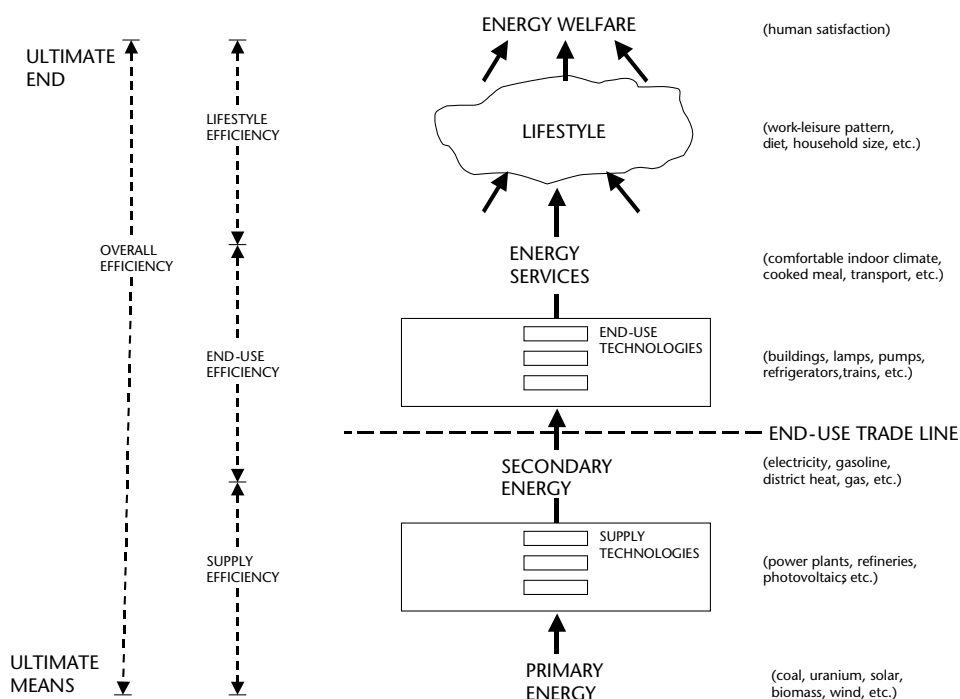 ENERGY WELFARE
(human satisfaction)
ULTIMATE
END
LIFESTYLE
EFFICIENCY
LIFESTYLE
(work-leisure pattern,
diet, household size, etc.)
OVERALL
EFFICIENCY
ENERGY
SERVICES
(comfortable indoor climate,
cooked meal, transport, etc.)
END-USE
TECHNOLOGIES
END-USE
EFFICIENCY
(buildings, lamps, pumps,
refrigerators,trains, etc.)
END-USE TRADE LINE
SECONDARY
ENERGY
(electricity, gasoline,
district heat, gas, etc.)
SUPPLY
TECHNOLOGIES
SUPPLY
EFFICIENCY
(power plants, refineries,
photovoltaics, etc.)
ULTIMATE
MEANS
PRIMARY
ENERGY
(coal, uranium, solar,
biomass, wind, etc.)